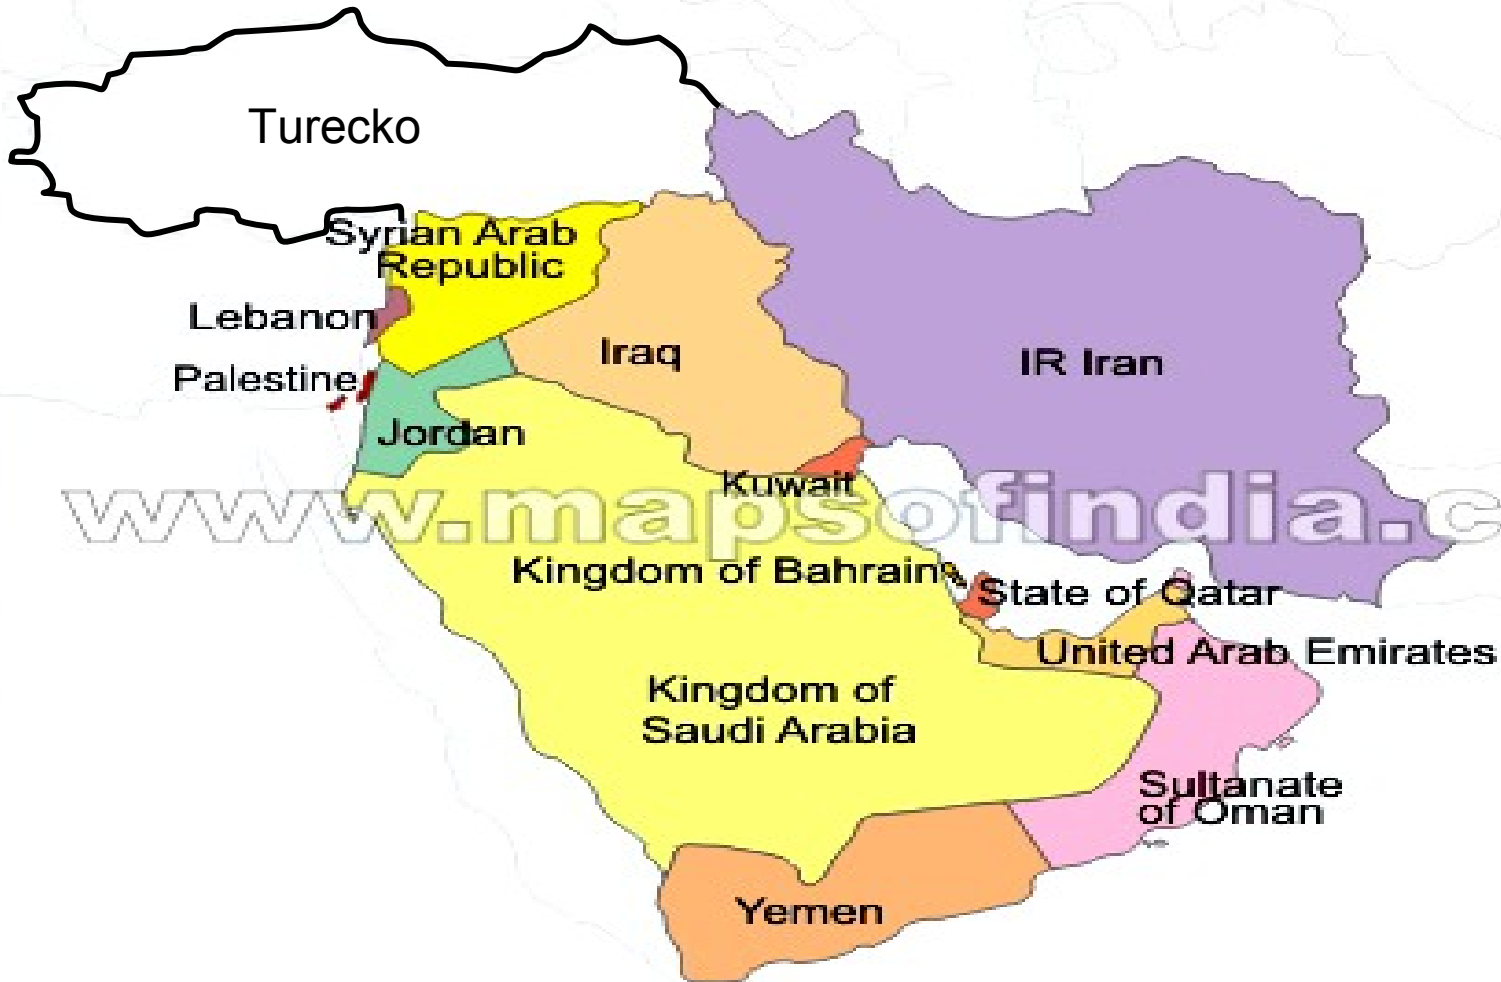 Turecko
Syrian Arab
Republic
Lebanon
Palestine
Iraq
IR Iran
Jordan
Kuwait
www.mapsofindia.c
Kingdom of Bahrain
State of Qatar
United Arab Emirates
Kingdom of
Saudi Arabia
Sultanate
of Oman
Yemen